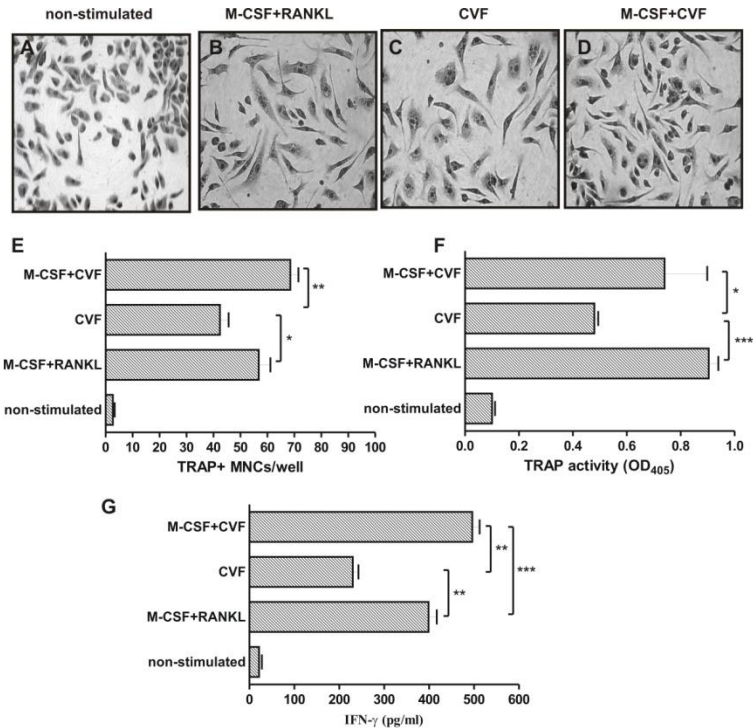 non-stimulated M-CSF+RANKL CVF M-CSF+CVF
A B C D
E
M-CSF+CVF
**
CVF
*
M-CSF+RANKL
non-stimulated
0 10 20 30 40 50 60 70 80 90 100
TRAP+ MNCs/well
F
M-CSF+CVF
*
CVF
***
M-CSF+RANKL
non-stimulated
0.0 0.2 0.4 0.6 0.8 1.0
TRAP activity (OD405)
G
M-CSF+CVF
**
***
CVF
**
M-CSF+RANKL
non-stimulated
0 100 200 300 400 500 600
IFN-γ (pg/ml)